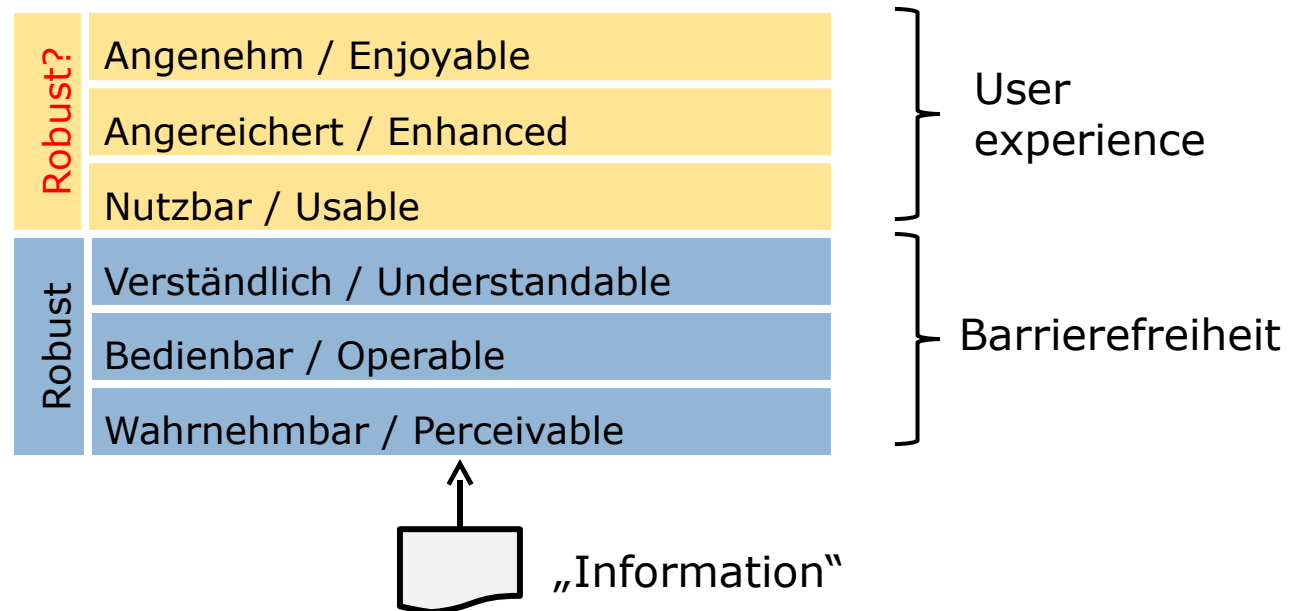 Robust?
Angenehm / Enjoyable
Angereichert / Enhanced
Nutzbar / Usable
User
experience
Robust
Verständlich / Understandable
Bedienbar / Operable
Wahrnehmbar / Perceivable
Barrierefreiheit
„Information“